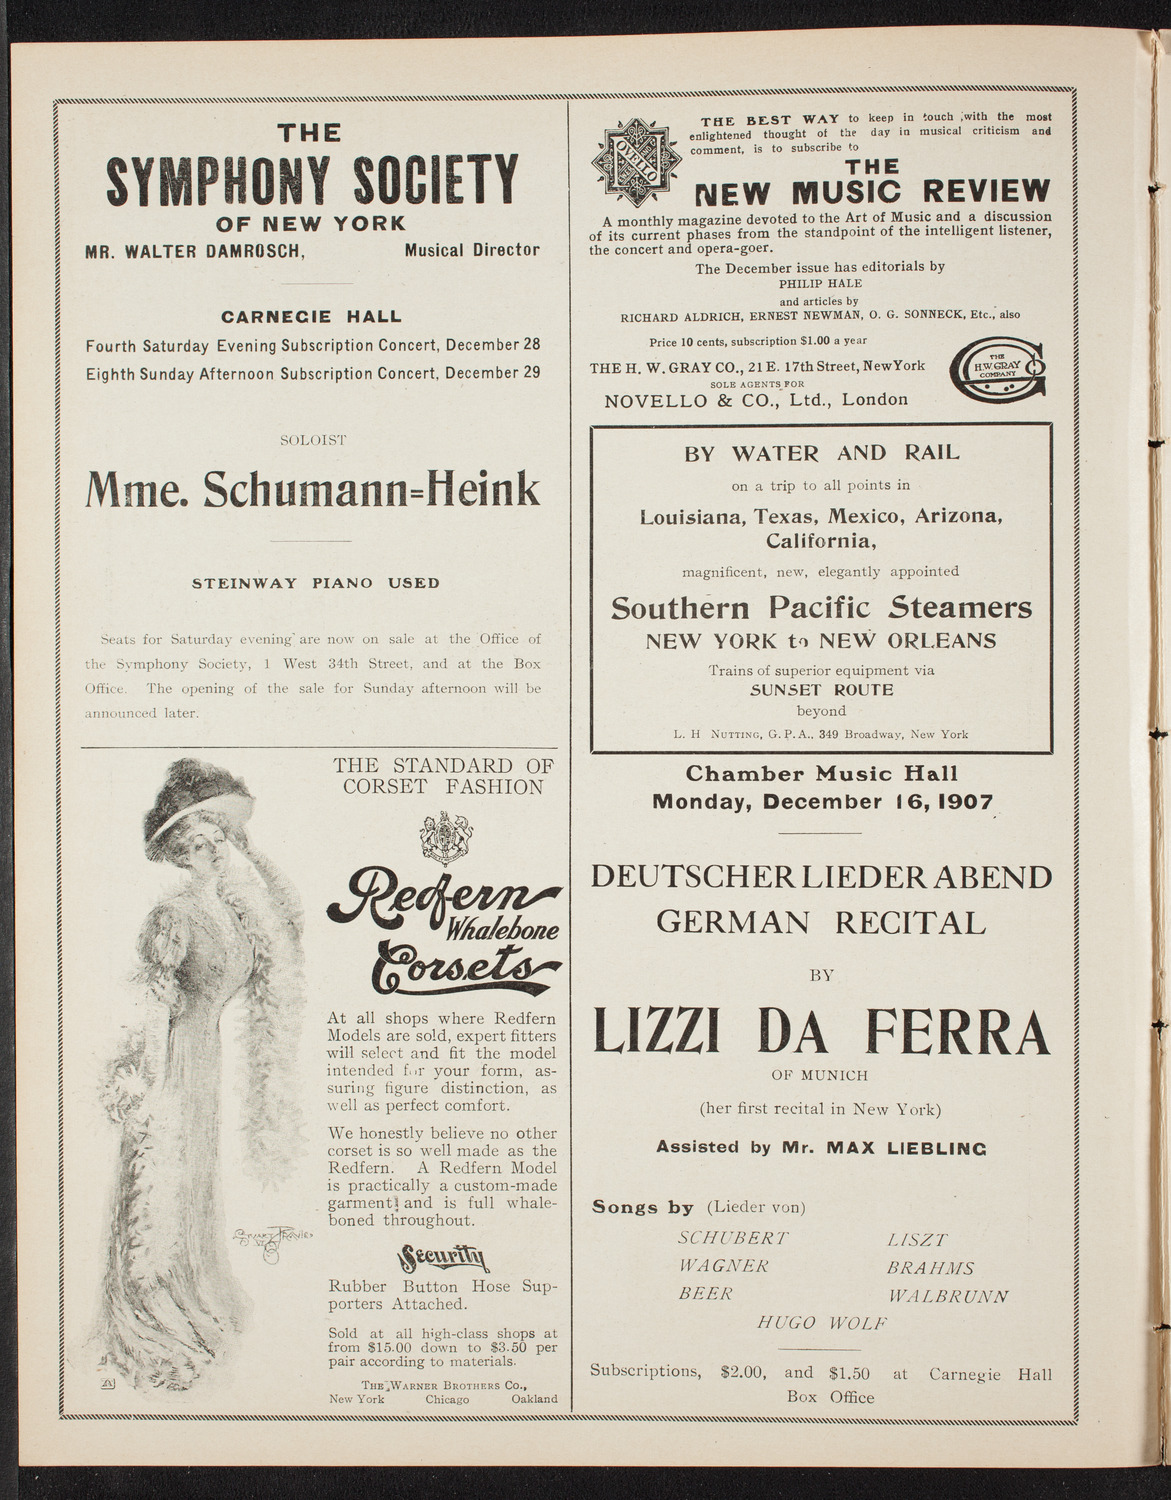 THE
SYMPHONY SOCIETY
OF NEW YORK
MR. WALTER DAMROSCH, Musical Director
CARNEGIE HALL
Fourth Saturday Evening Subscription Concert, December 28
Eighth Sunday Afternoon Subscription Concert, December 29
SOLOIST
Mme. Schumann=Heink
STEINWAY PIANO USED
Seats for Saturday evening are now on sale at the Office of
the Symphony Society, 1 West 34th Street, and at the Box
Office. The opening of the sale for Sunday afternoon will be
announced later.
THE STANDARD OF
CORSET FASHION
Redfern
Whalebone
Corsets
At all shops where Redfern
Models are sold, expert fitters
will select and fit the model
intended for your form, as-
suring figure distinction, as
well as perfect comfort.
We honestly believe no other
corset is so well made as the
Redfern. A Redfern Model
is practically a custom-made
garment and is full whale-
boned throughout.
Security
Rubber Button Hose Sup-
porters Attached.
Sold at all high-class shops at
from $15.00 down to $3.50 per
pair according to materials.
THE WARNER BROTHERS CO.,
New York Chicago Oakland
NOVELLO
THE BEST WAY to keep in touch with the most
enlightened thought of the day in musical criticism and
comment, is to subscribe to
THE
NEW MUSIC REVIEW
A monthly magazine devoted to the Art of Music and a discussion
of its current phases from the standpoint of the intelligent listener,
the concert and opera-goer.
The December issue has editorials by
PHILIP HALE
and articles by
RICHARD ALDRICH, ERNEST NEWMAN, O. G. SONNECK, Etc., also
Price 10 cents, subscription $1.00 a year
THE H. W. GRAY CO., 21 E. 17th Street, New York
SOLE AGENTS FOR
NOVELLO & CO., Ltd., London
THE
H.W. GRAY
COMPANY
BY WATER AND RAIL
on a trip to all points in
Louisiana, Texas, Mexico, Arizona,
California,
magnificent, new, elegantly appointed
Southern Pacific Steamers
NEW YORK to NEW ORLEANS
Trains of superior equipment via
SUNSET ROUTE
beyond
L. H NUTTING, G. P. A., 349 Broadway, New York
Chamber Music Hall
Monday, December 16, 1907
DEUTSCHER LIEDER ABEND
GERMAN RECITAL
BY
LIZZI DA FERRA
OF MUNICH
(her first recital in New York)
Assisted by Mr. MAX LIEBLING
Songs by (Lieder von)
SCHUBERT LISZT
WAGNER BRAHMS
BEER WALBRUNN
HUGO WOLF
Subscriptions, $2.00, and $1.50 at Carnegie Hall
Box Office